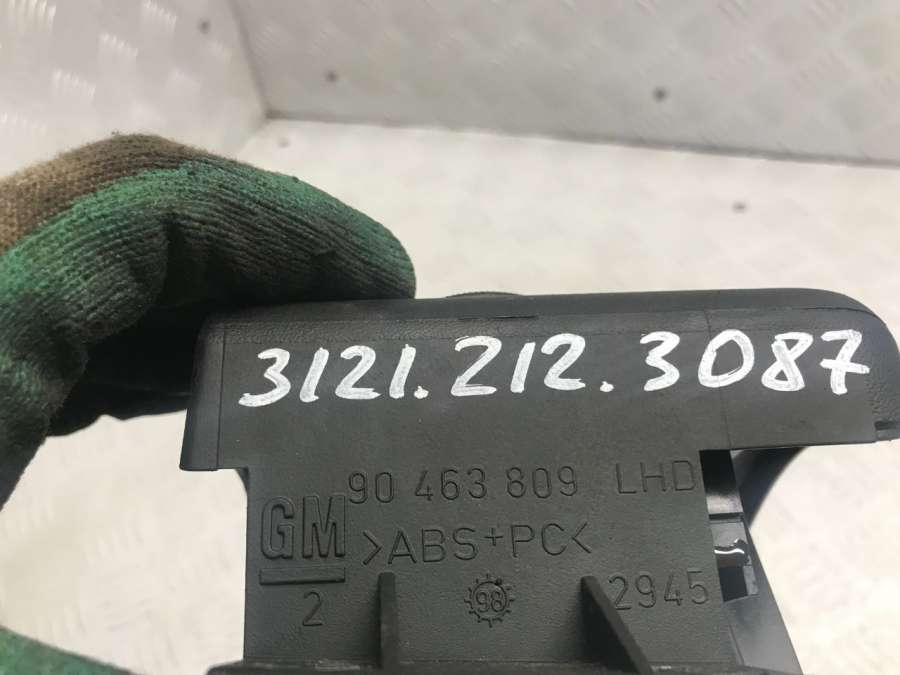 3121.212.3087
90 463 809 LHD
GM >ABS+PC<
2 98 2945